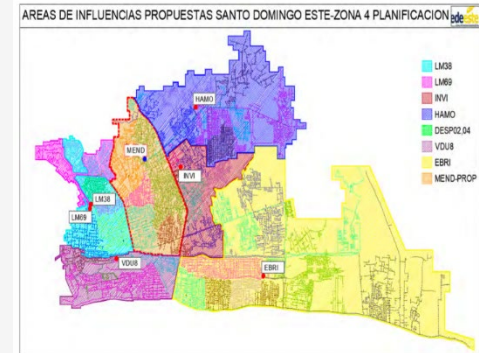 AREAS DE INFLUENCIAS PROPUESTAS SANTO DOMINGO ESTE-ZONA 4 PLANIFICACION
edeeste
LM38
LM69
INVI
HAMO
DESP02,04
VDU8
EBRI
MEND-PROP
HAMO
MEND
INVI
LM38
LM69
VDU8
EBRI